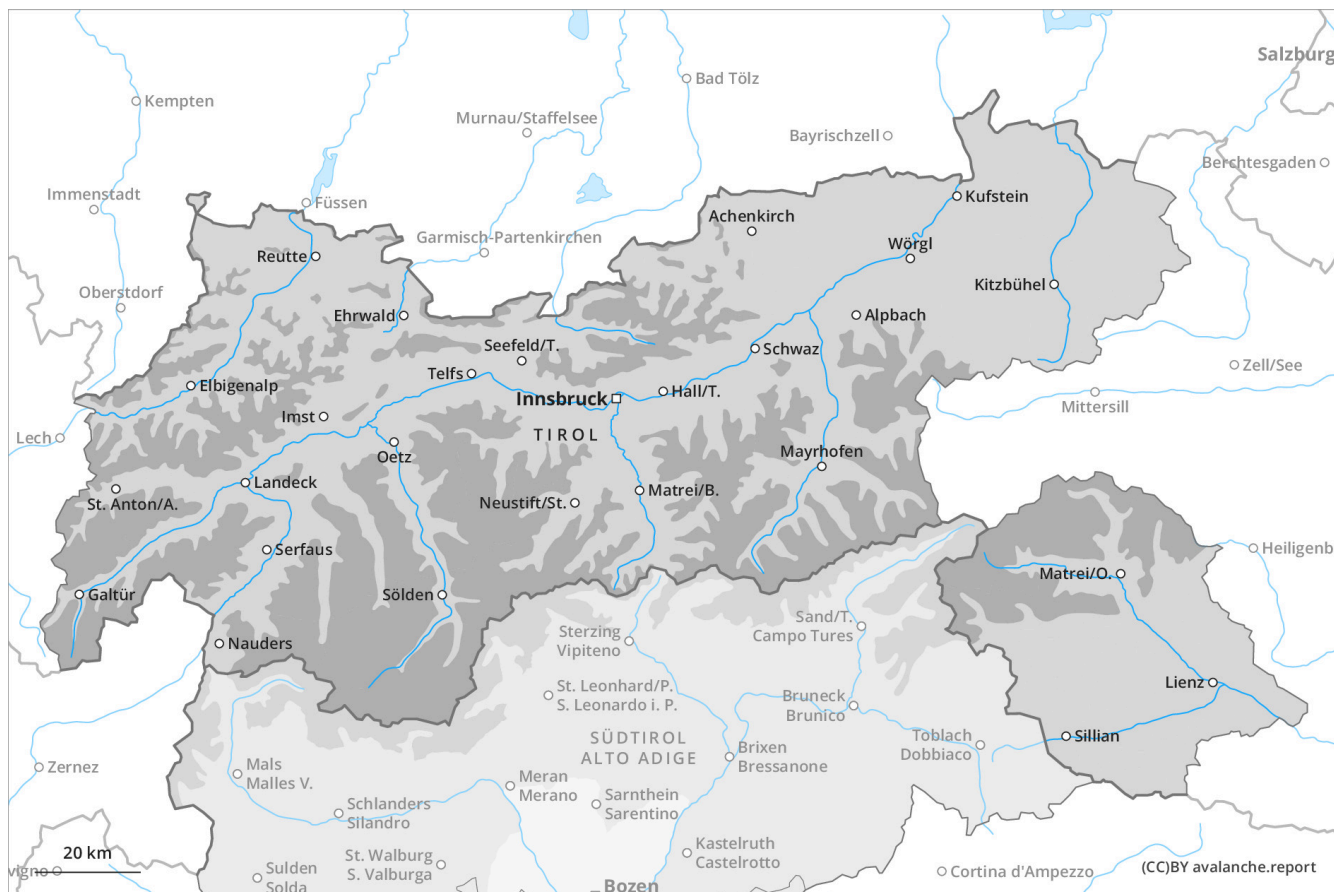 Salzburg
Bad Tölz
Kempten
Murnau/Staffelsee
Bayrischzell
Berchtesgaden
Immenstadt
Füssen
Kufstein
Achenkirch
Garmisch-Partenkirchen
Wörgl
Reutte
Kitzbühel
Oberstdorf
Ehrwald
Alpbach
Seefeld/T.
Schwaz
Zell/See
Telfs
Elbigenalp
Innsbruck
Hall/T.
Mittersill
Imst
TIROL
Lech
Oetz
Mayrhofen
Landeck
Matrei/B.
St. Anton/A.
Neustift/St.
Serfaus
Heiligenb
Matrei/O.
Galtür
Sölden
Sand/T.
Campo Tures
Sterzing
Vipiteno
Nauders
Lienz
St. Leonhard/P.
S. Leonardo i. P.
Bruneck
Brunico
SÜDTIROL
ALTO ADIGE
Toblach
Dobbiaco
Sillian
Brixen
Bressanone
Zernez
Mals
Malles V.
Meran
Merano
Sarnthein
Sarentino
Schlanders
Silandro
Kastelruth
Castelrotto
20 km
St. Walburg
S. Valburga
vigno
Sulden
Solda
Cortina d'Ampezzo
(CC)BY avalanche.report
Bozen